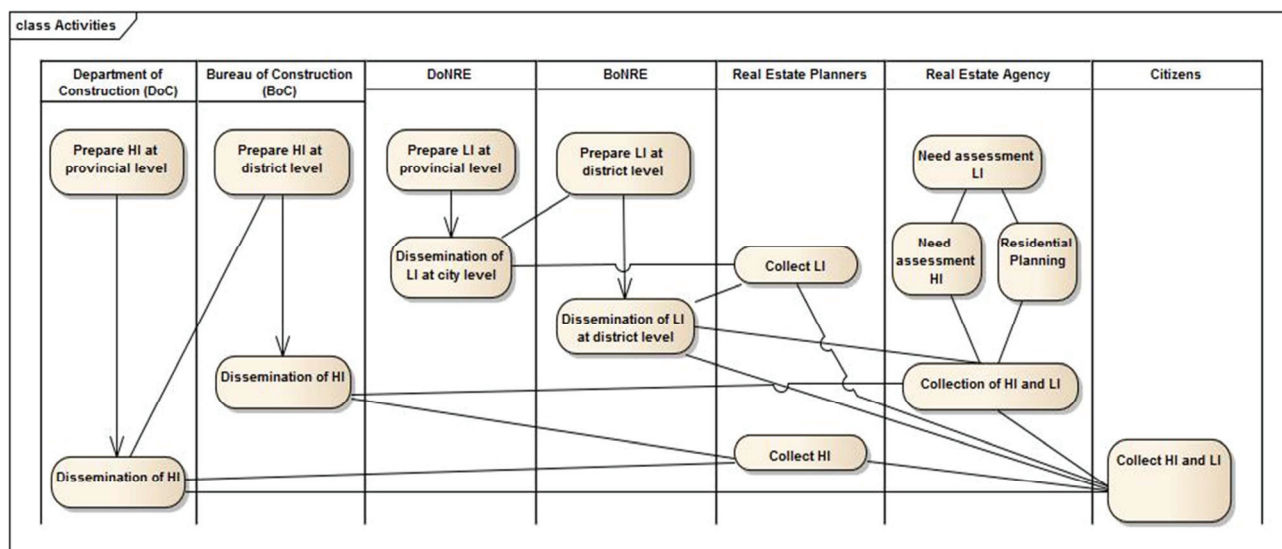 class Activities
Department of
Construction (DoC)
Bureau of Construction
(BoC)
DoNRE
BoNRE
Real Estate Planners
Real Estate Agency
Citizens
Prepare HI at
provincial level
Prepare HI at
district level
Prepare LI at
provincial level
Prepare LI at
district level
Need assessment
LI
Need
assessment
HI
Residential
Planning
Dissemination of
LI at city level
Collect LI
Dissemination of LI
at district level
Dissemination of HI
Collection of HI and LI
Collect HI
Collect HI and LI
Dissemination of HI